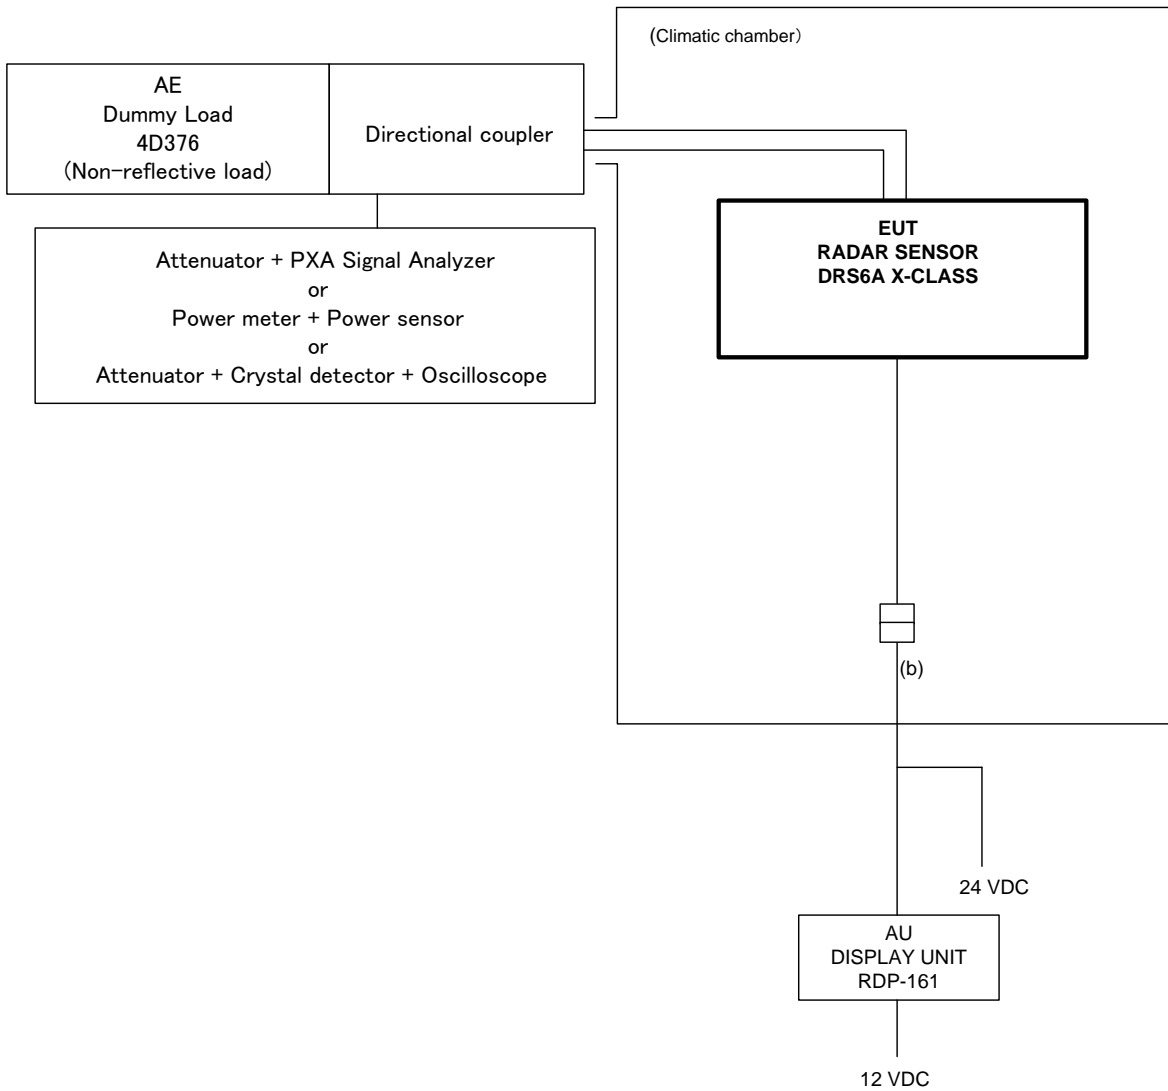 (Climatic chamber)
AE
Dummy Load
4D376
(Non-reflective load)
Directional coupler
EUT
RADAR SENSOR
DRS6A X-CLASS
Attenuator + PXA Signal Analyzer
or
Power meter + Power sensor
or
Attenuator + Crystal detector + Oscilloscope
(b)
24 VDC
AU
DISPLAY UNIT
RDP-161
12 VDC